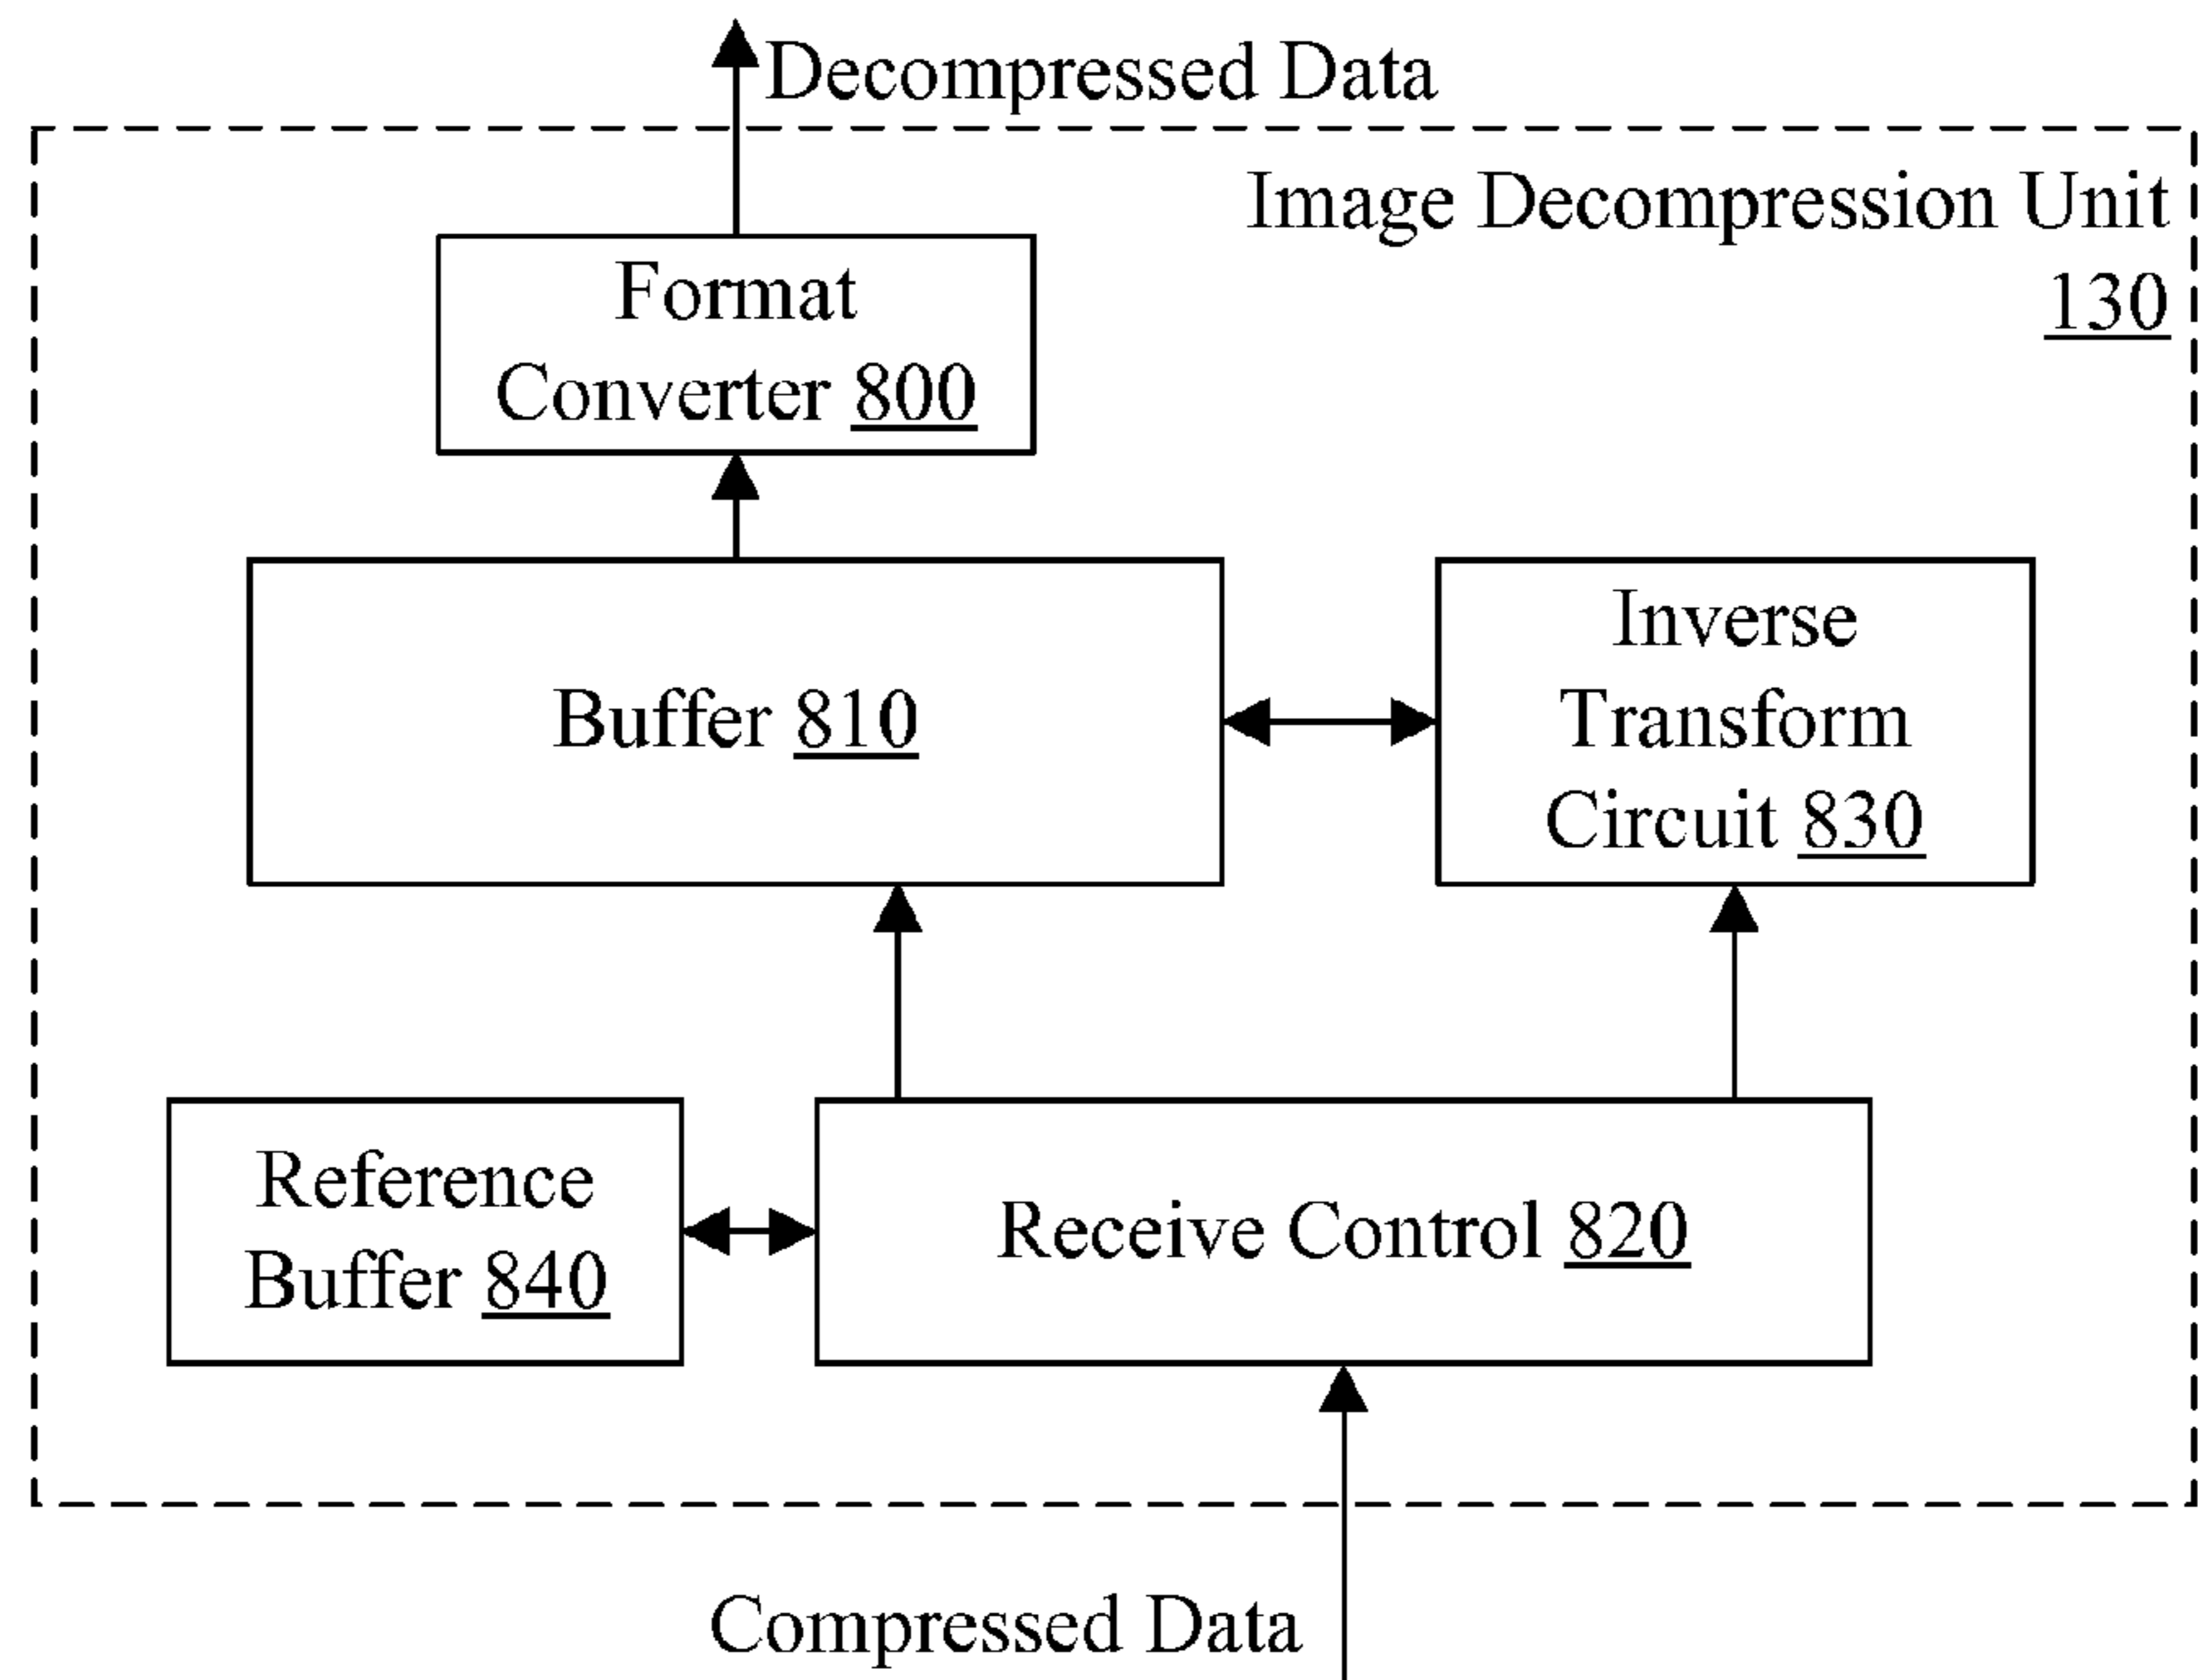 Decompressed Data
Image Decompression Unit
130
Format
Converter 800
Buffer 810
Inverse
Transform
Circuit 830
Reference
Buffer 840
Receive Control 820
Compressed Data